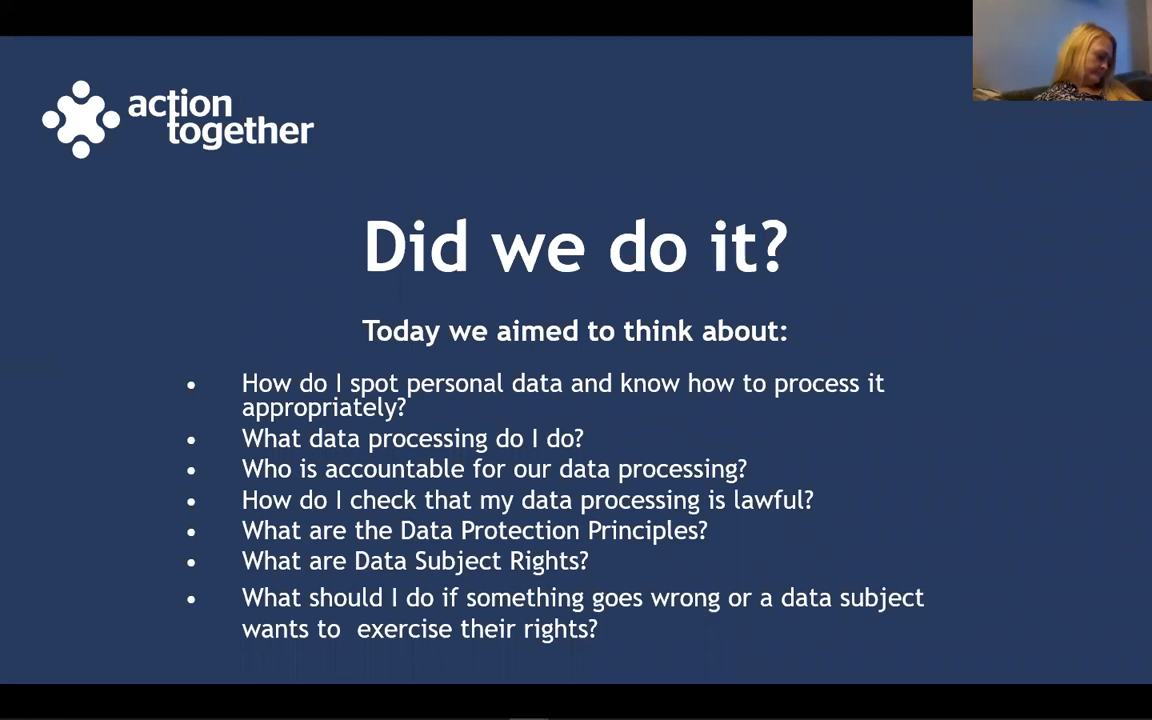 action
together
Did we do it?
Today we aimed to think about:
• How do I spot personal data and know how to process it
appropriately?
• What data processing do I do?
• Who is accountable for our data processing?
• How do I check that my data processing is lawful?
• What are the Data Protection Principles?
• What are Data Subject Rights?
• What should I do if something goes wrong or a data subject
wants to  exercise their rights?